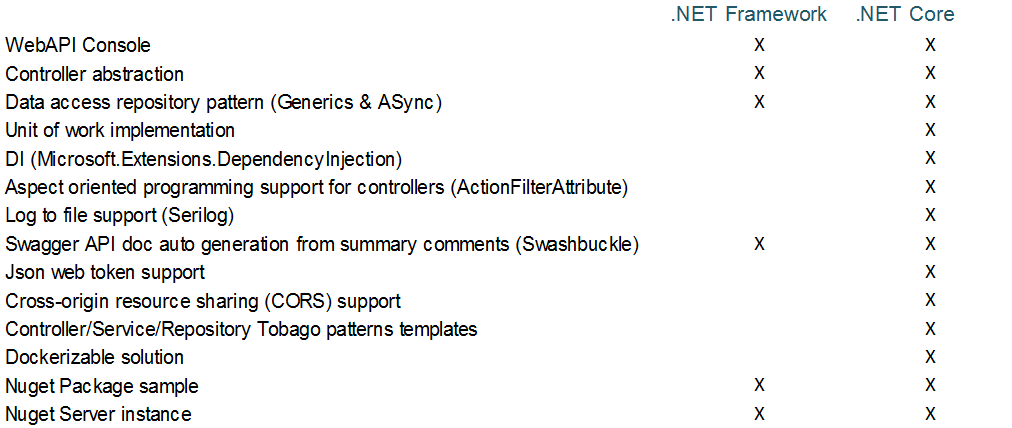 .NET Framework .NET Core
WebAPI Console X X
Controller abstraction X X
Data access repository pattern (Generics & ASync) X X
Unit of work implementation X
DI (Microsoft.Extensions.DependencyInjection) X
Aspect oriented programming support for controllers (ActionFilterAttribute) X
Log to file support (Serilog) X
Swagger API doc auto generation from summary comments (Swashbuckle) X X
Json web token support X
Cross-origin resource sharing (CORS) support X
Controller/Service/Repository Tobago patterns templates X
Dockerizable solution X
Nuget Package sample X X
Nuget Server instance X X